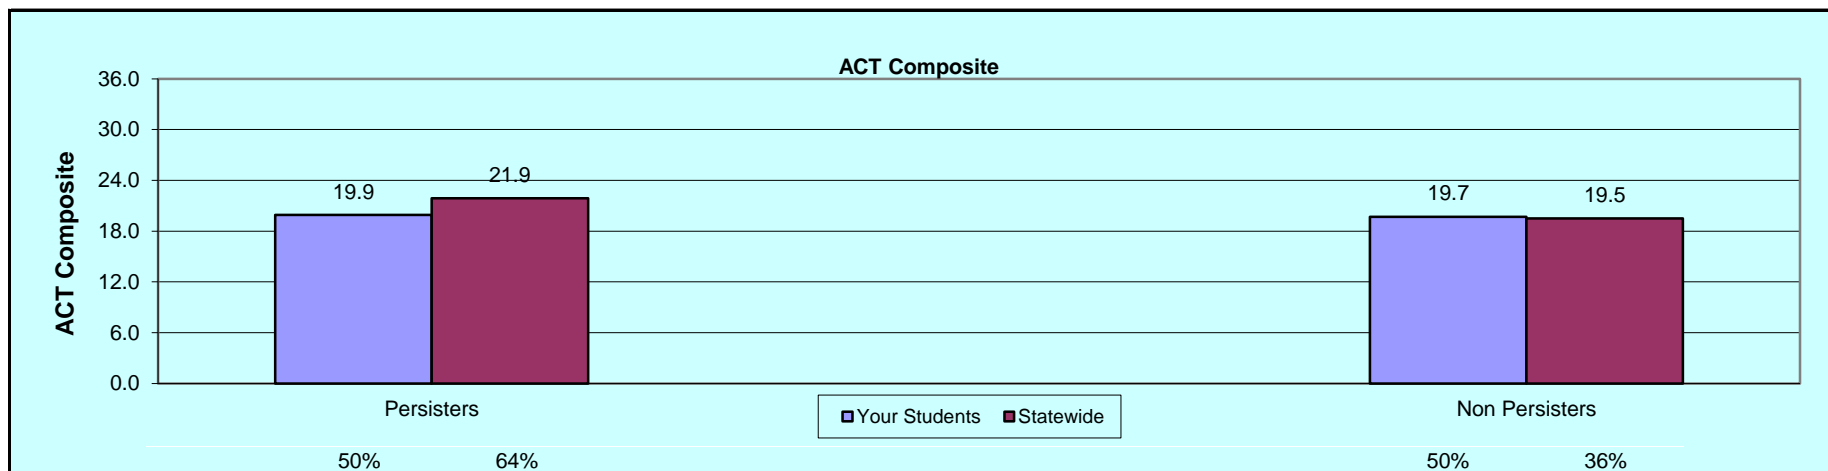 ACT Composite
36.0
30.0
24.0
18.0
12.0
6.0
0.0
ACT Composite
19.9
21.9
19.7
19.5
Persisters
Non Persisters
Your Students
Statewide
50%
64%
50%
36%